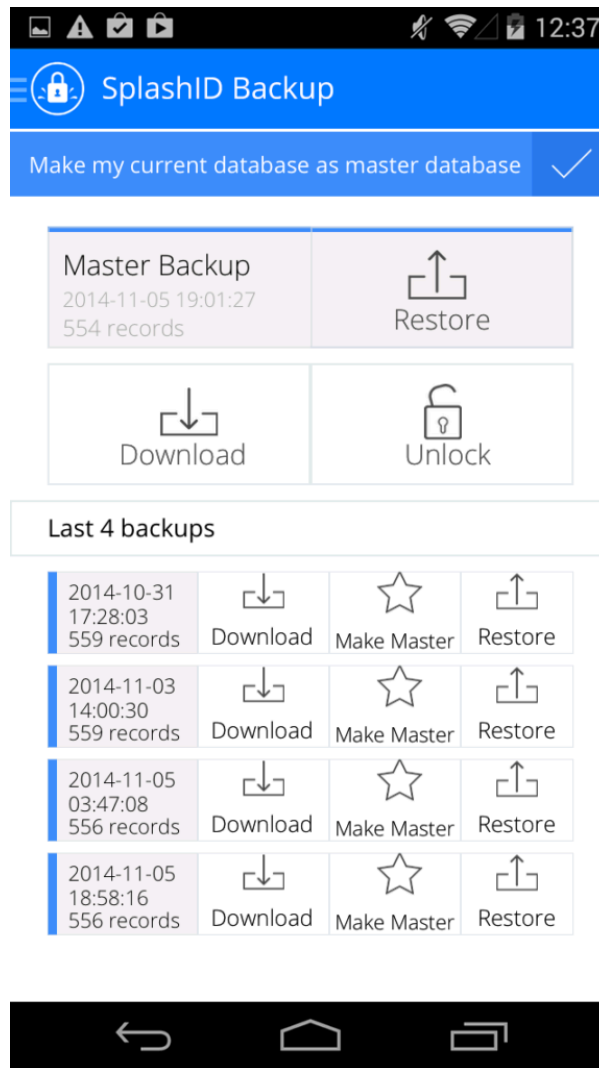 12:37
SplashID Backup
Make my current database as master database
Master Backup
2014-11-05 19:01:27
554 records
Restore
Download
Unlock
Last 4 backups
2014-10-31
17:28:03
559 records
Download
Make Master
Restore
2014-11-03
14:00:30
559 records
Download
Make Master
Restore
2014-11-05
03:47:08
556 records
Download
Make Master
Restore
2014-11-05
18:58:16
556 records
Download
Make Master
Restore